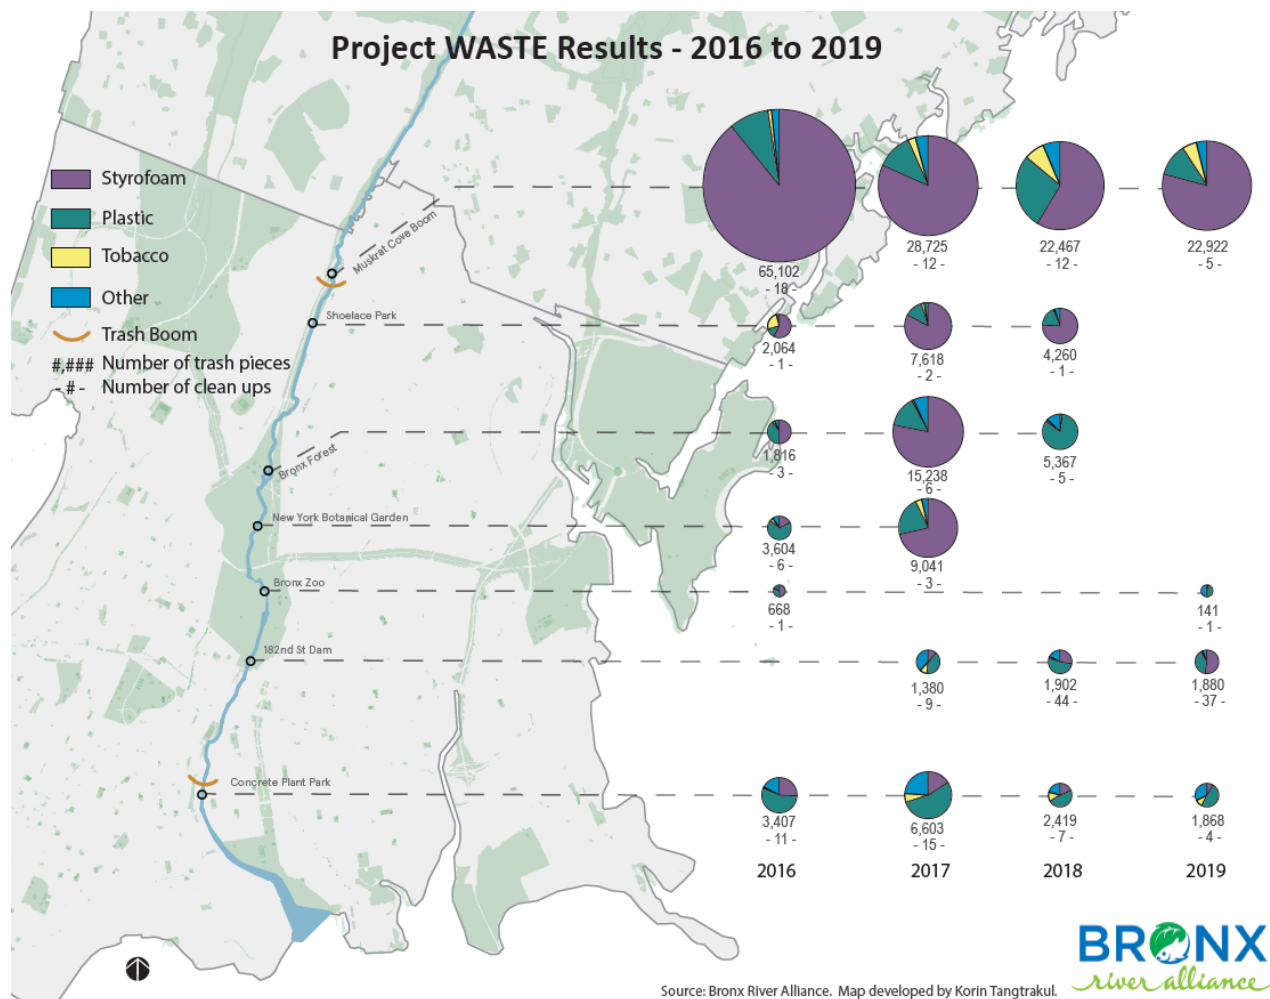 Project WASTE Results - 2016 to 2019
Styrofoam
Plastic
Tobacco
Other
Trash Boom
#,### Number of trash pieces
- # - Number of clean ups
Muskrat Cove Boom
65,102
- 18 -
28,725
- 12 -
22,467
- 12 -
22,922
- 5 -
Shoelace Park
2,064
- 1 -
7,618
- 2 -
4,260
- 1 -
Bronx Forest
1,816
- 3 -
15,238
- 6 -
5,367
- 5 -
New York Botanical Garden
3,604
- 6 -
9,041
- 3 -
Bronx Zoo
668
- 1 -
141
- 1 -
182nd St Dam
1,380
- 9 -
1,902
- 44 -
1,880
- 37 -
Concrete Plant Park
3,407
- 11 -
6,603
- 15 -
2,419
- 7 -
1,868
- 4 -
2016 2017 2018 2019
BRONX
river alliance
Source: Bronx River Alliance. Map developed by Korin Tangtrakul.